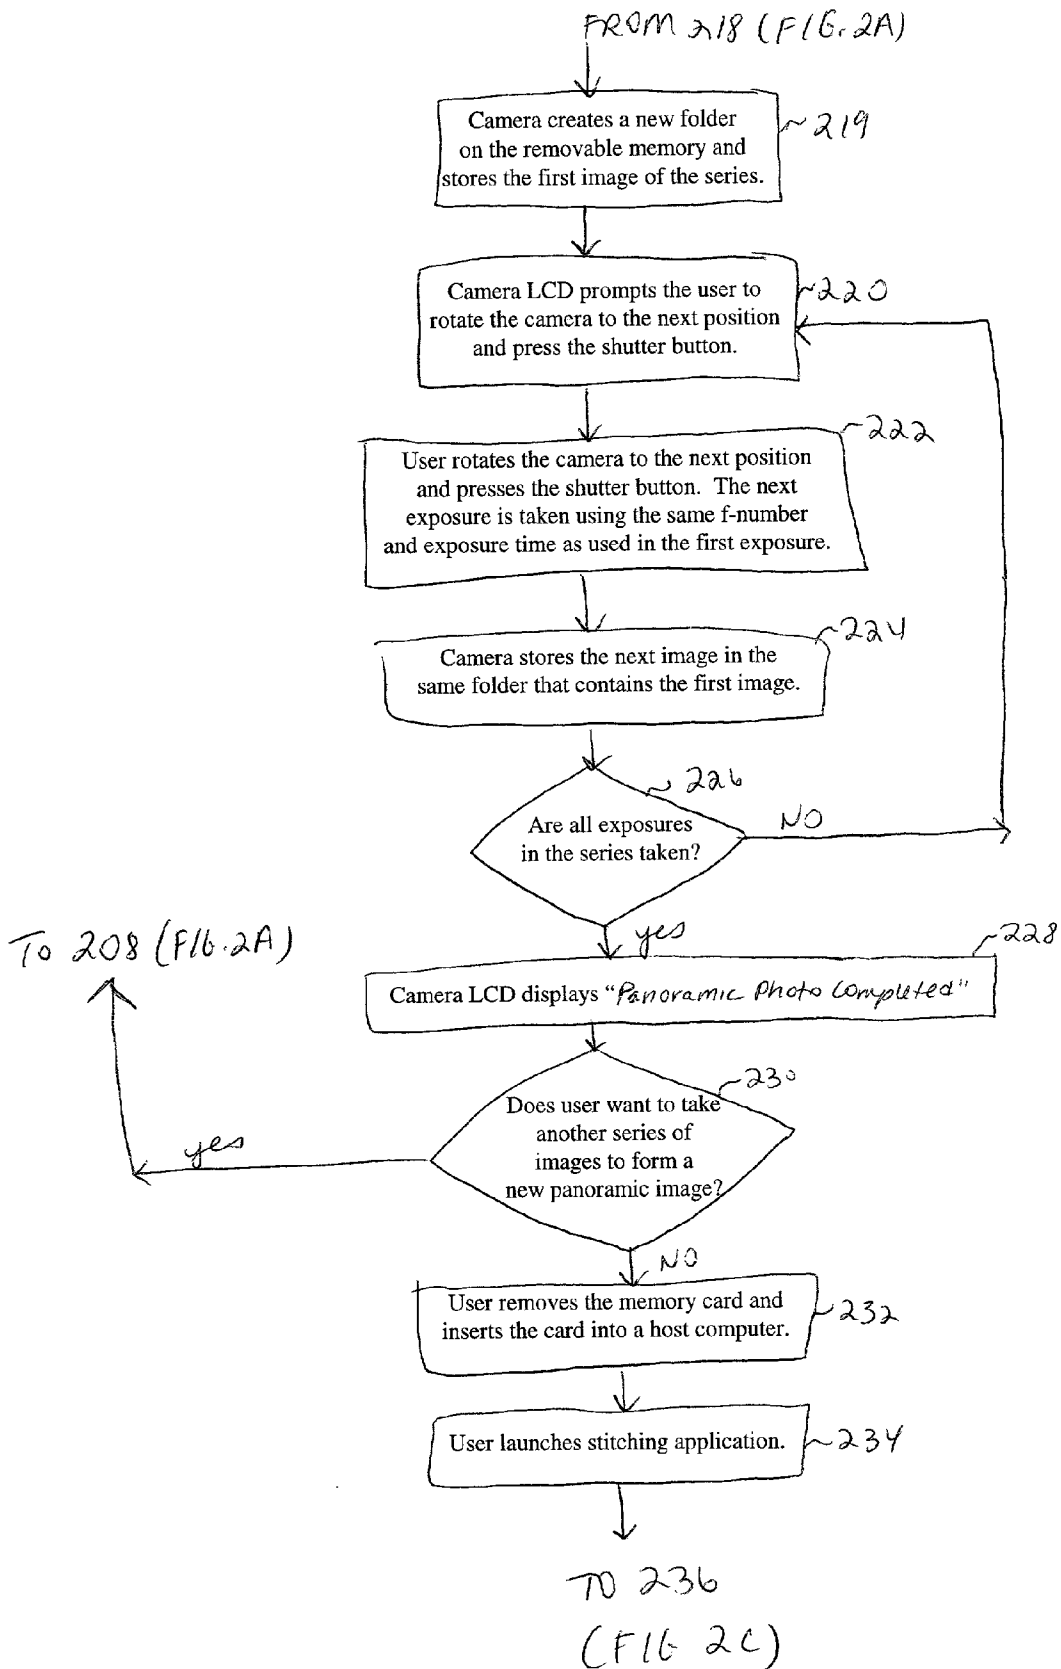 FROM 218 (FIG. 2A)
Camera creates a new folder
on the removable memory and
stores the first image of the series.
219
Camera LCD prompts the user to
rotate the camera to the next position
and press the shutter button.
220
User rotates the camera to the next position
and presses the shutter button. The next
exposure is taken using the same f-number
and exposure time as used in the first exposure.
222
Camera stores the next image in the
same folder that contains the first image.
224
Are all exposures
in the series taken?
226
NO
yes
TO 208 (FIG. 2A)
Camera LCD displays "Panoramic Photo Completed"
228
Does user want to take
another series of
images to form a
new panoramic image?
230
yes
NO
User removes the memory card and
inserts the card into a host computer.
232
User launches stitching application.
234
TO 236
(FIG 2C)